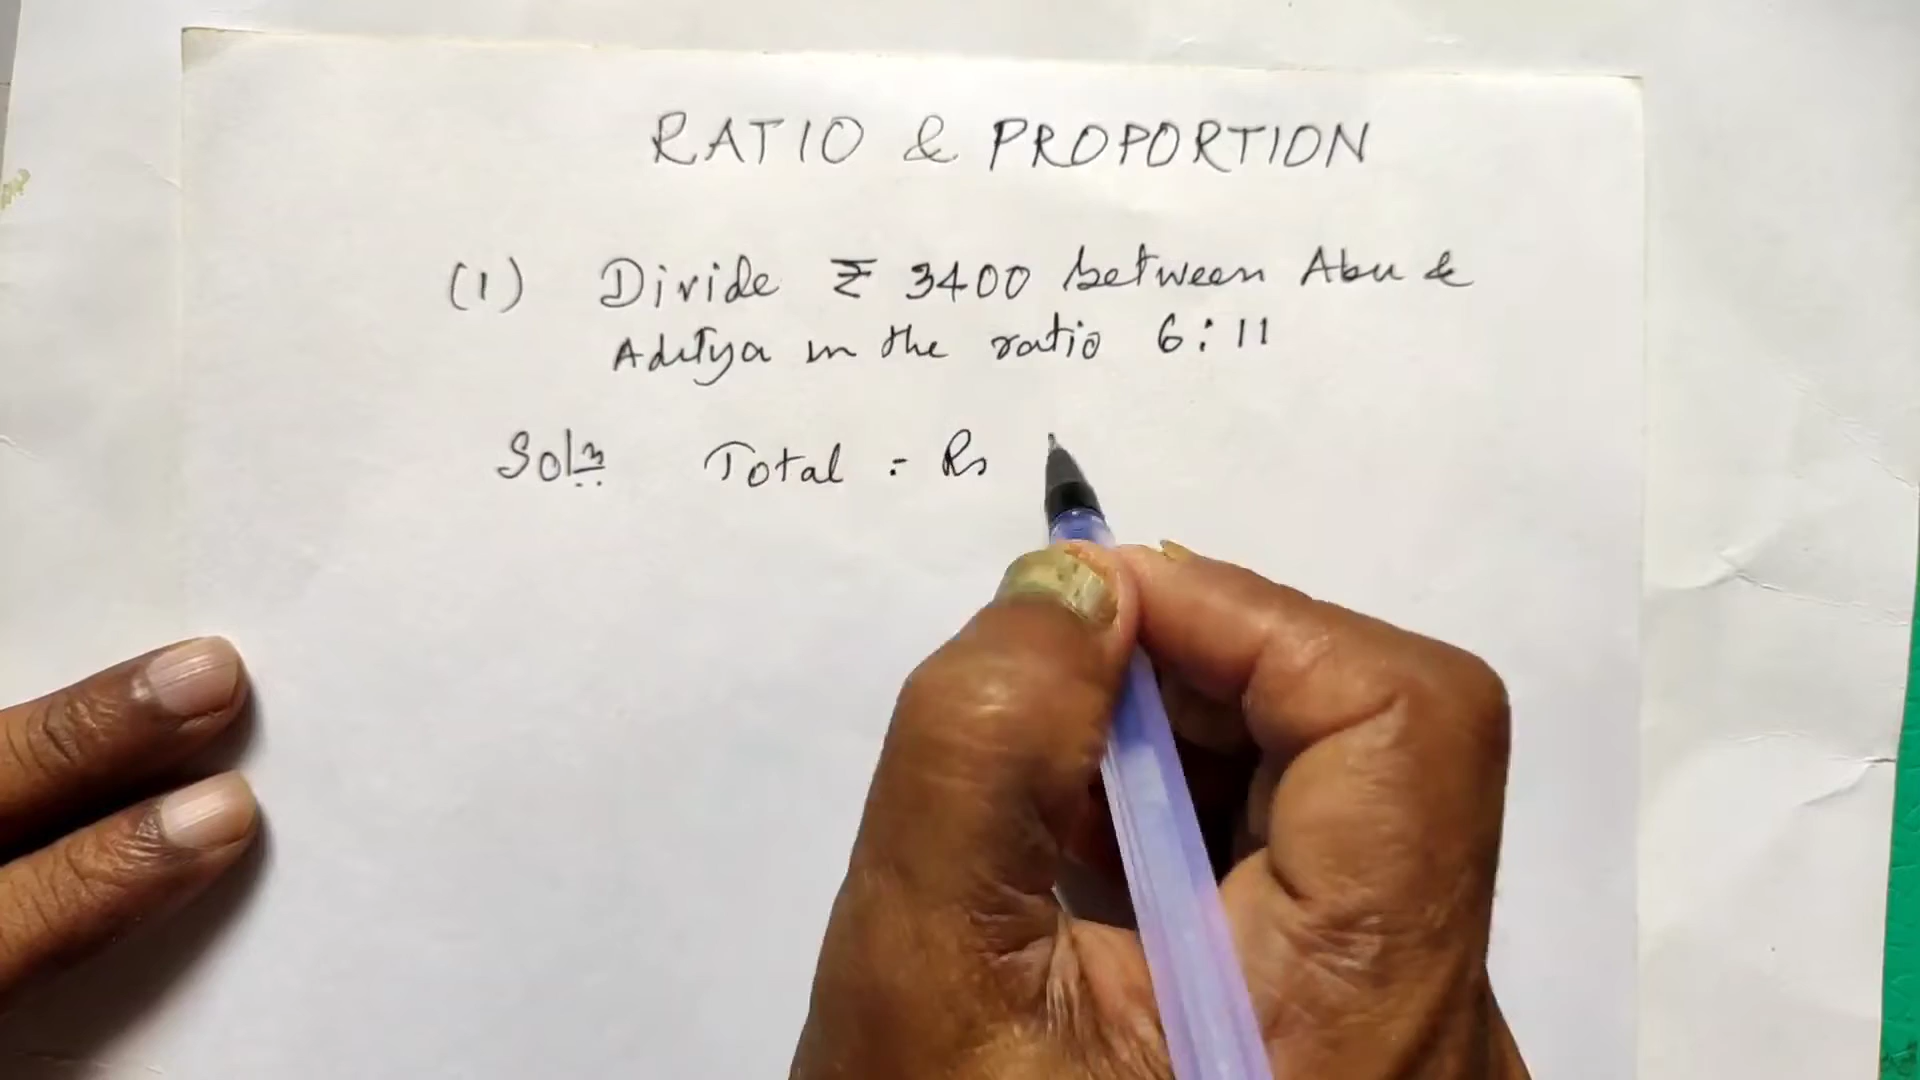 RATIO & PROPORTION
(1) Divide ₹ 3400 between Abu &
Aditya in the ratio 6:11
Soln Total = Rs